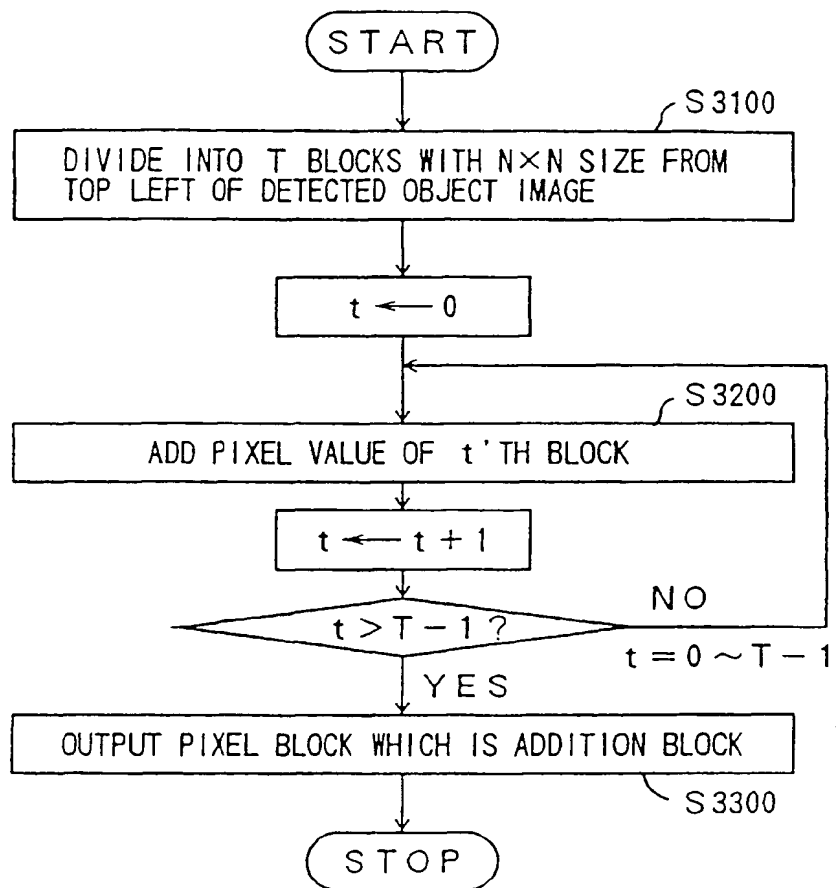 START
S3100
DIVIDE INTO T BLOCKS WITH N×N SIZE FROM
TOP LEFT OF DETECTED OBJECT IMAGE
t ← 0
S3200
ADD PIXEL VALUE OF t'TH BLOCK
t ← t + 1
NO
t > T - 1 ?
t = 0 ~ T - 1
YES
OUTPUT PIXEL BLOCK WHICH IS ADDITION BLOCK
S3300
STOP